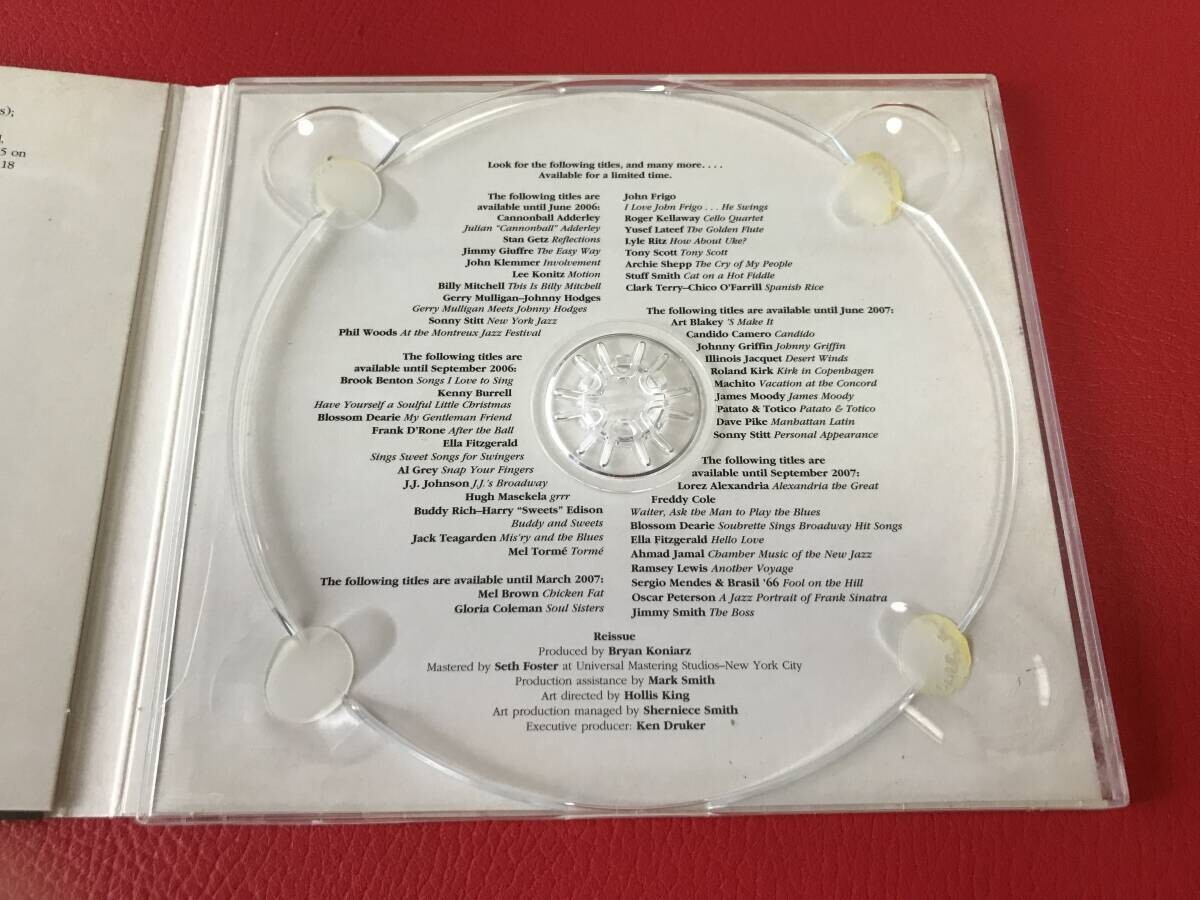 s);
5 on
18
Look for the following titles, and many more. . . .
Available for a limited time.
The following titles are
available until June 2006:
Cannonball Adderley
Julian "Cannonball" Adderley
Stan Getz Reflections
Jimmy Giuffre The Easy Way
John Klemmer Involvement
Lee Konitz Motion
Billy Mitchell This Is Billy Mitchell
Gerry Mulligan–Johnny Hodges
Gerry Mulligan Meets Johnny Hodges
Sonny Stitt New York Jazz
Phil Woods At the Montreux Jazz Festival
The following titles are
available until September 2006:
Brook Benton Songs I Love to Sing
Kenny Burrell
Have Yourself a Soulful Little Christmas
Blossom Dearie My Gentleman Friend
Frank D'Rone After the Ball
Ella Fitzgerald
Sings Sweet Songs for Swingers
Al Grey Snap Your Fingers
J.J. Johnson J.J.'s Broadway
Hugh Masekela grrr
Buddy Rich–Harry "Sweets" Edison
Buddy and Sweets
Jack Teagarden Mis'ry and the Blues
Mel Tormé Tormé
The following titles are available until March 2007:
Mel Brown Chicken Fat
Gloria Coleman Soul Sisters
John Frigo
I Love John Frigo . . . He Swings
Roger Kellaway Cello Quartet
Yusef Lateef The Golden Flute
Lyle Ritz How About Uke?
Tony Scott Tony Scott
Archie Shepp The Cry of My People
Stuff Smith Cat on a Hot Fiddle
Clark Terry–Chico O'Farrill Spanish Rice
The following titles are available until June 2007:
Art Blakey 'S Make It
Candido Camero Candido
Johnny Griffin Johnny Griffin
Illinois Jacquet Desert Winds
Roland Kirk Kirk in Copenhagen
Machito Vacation at the Concord
James Moody James Moody
Patato & Totico Patato & Totico
Dave Pike Manhattan Latin
Sonny Stitt Personal Appearance
The following titles are
available until September 2007:
Lorez Alexandria Alexandria the Great
Freddy Cole
Waiter, Ask the Man to Play the Blues
Blossom Dearie Soubrette Sings Broadway Hit Songs
Ella Fitzgerald Hello Love
Ahmad Jamal Chamber Music of the New Jazz
Ramsey Lewis Another Voyage
Sergio Mendes & Brasil '66 Fool on the Hill
Oscar Peterson A Jazz Portrait of Frank Sinatra
Jimmy Smith The Boss
Reissue
Produced by Bryan Koniarz
Mastered by Seth Foster at Universal Mastering Studios–New York City
Production assistance by Mark Smith
Art directed by Hollis King
Art production managed by Sherniece Smith
Executive producer: Ken Druker